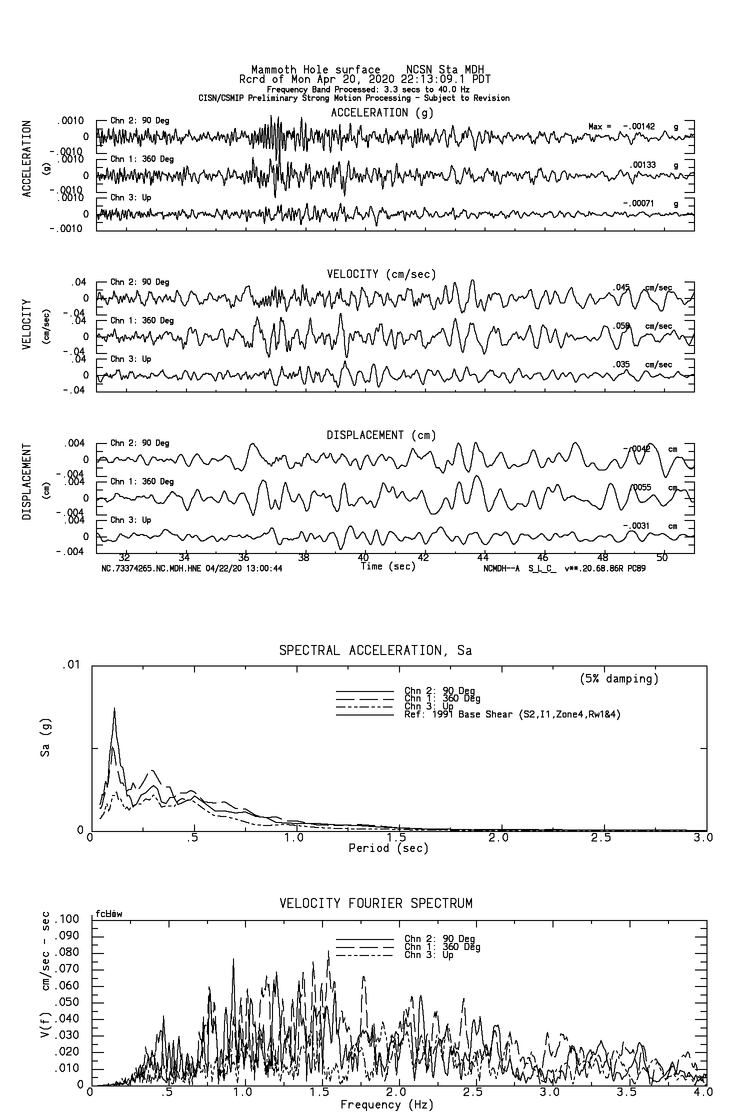 Mammoth Hole surface NCSN Sta MDH
Rcrd of Mon Apr 20, 2020 22:13:09.1 PDT
Frequency Band Processed: 3.3 secs to 40.0 Hz
CISN/CSMIP Preliminary Strong Motion Processing - Subject to Revision
ACCELERATION (g)
ACCELERATION
(g)
.0010 Chn 2: 90 Deg Max = -.00142 g
0
-.0010
.0010 Chn 1: 360 Deg .00133 g
0
-.0010
.0010 Chn 3: Up -.00071 g
0
-.0010
VELOCITY (cm/sec)
VELOCITY
(cm/sec)
.04 Chn 2: 90 Deg .045 cm/sec
0
-.04
.04 Chn 1: 360 Deg cm/sec
0
-.04
.04 Chn 3: Up .035 cm/sec
0
-.04
DISPLACEMENT (cm)
DISPLACEMENT
(cm)
.004 Chn 2: 90 Deg -.0042 cm
0
-.004
.004 Chn 1: 360 Deg .0055 cm
0
-.004
.004 Chn 3: Up -.0031 cm
0
-.004
32 34 36 38 40 42 44 46 48 50
Time (sec)
NC.73374265.NC.MDH.HNE 04/22/20 13:00:44 NCMDH--A S_L_C_ v**.20.68.86R PC89
SPECTRAL ACCELERATION, Sa
.01
(5% damping)
Chn 2: 90 Deg
Chn 1: 360 Deg
Chn 3: Up
Ref: 1991 Base Shear (S2,I1,Zone4,Rw1&4)
Sa (g)
0
0 .5 1.0 1.5 2.0 2.5 3.0
Period (sec)
VELOCITY FOURIER SPECTRUM
.100
.090
.080
.070
.060
.050
.040
.030
.020
.010
0
V(f) cm/sec - sec
Chn 2: 90 Deg
Chn 1: 360 Deg
Chn 3: Up
0 .5 1.0 1.5 2.0 2.5 3.0 3.5 4.0
Frequency (Hz)